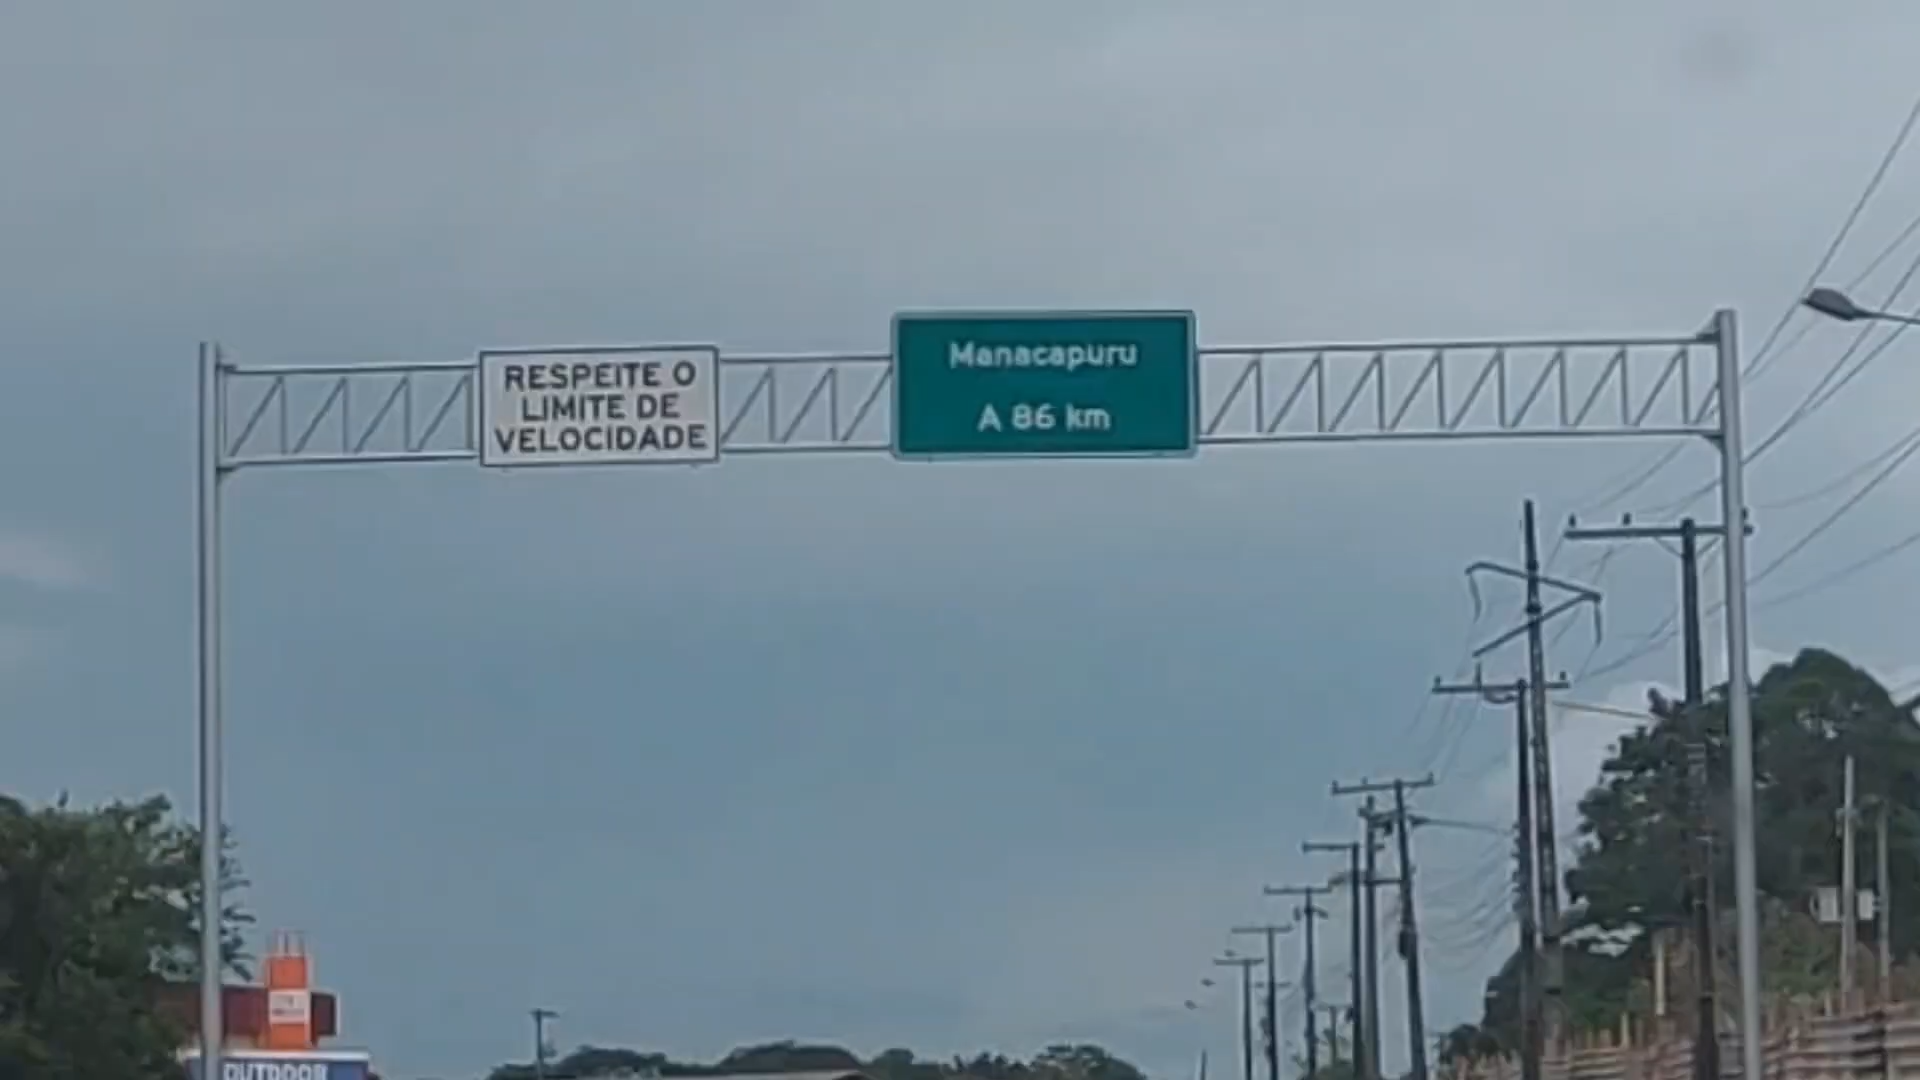 RESPEITE O
LIMITE DE
VELOCIDADE
Manacapuru
A 86 km
OUTDOOR